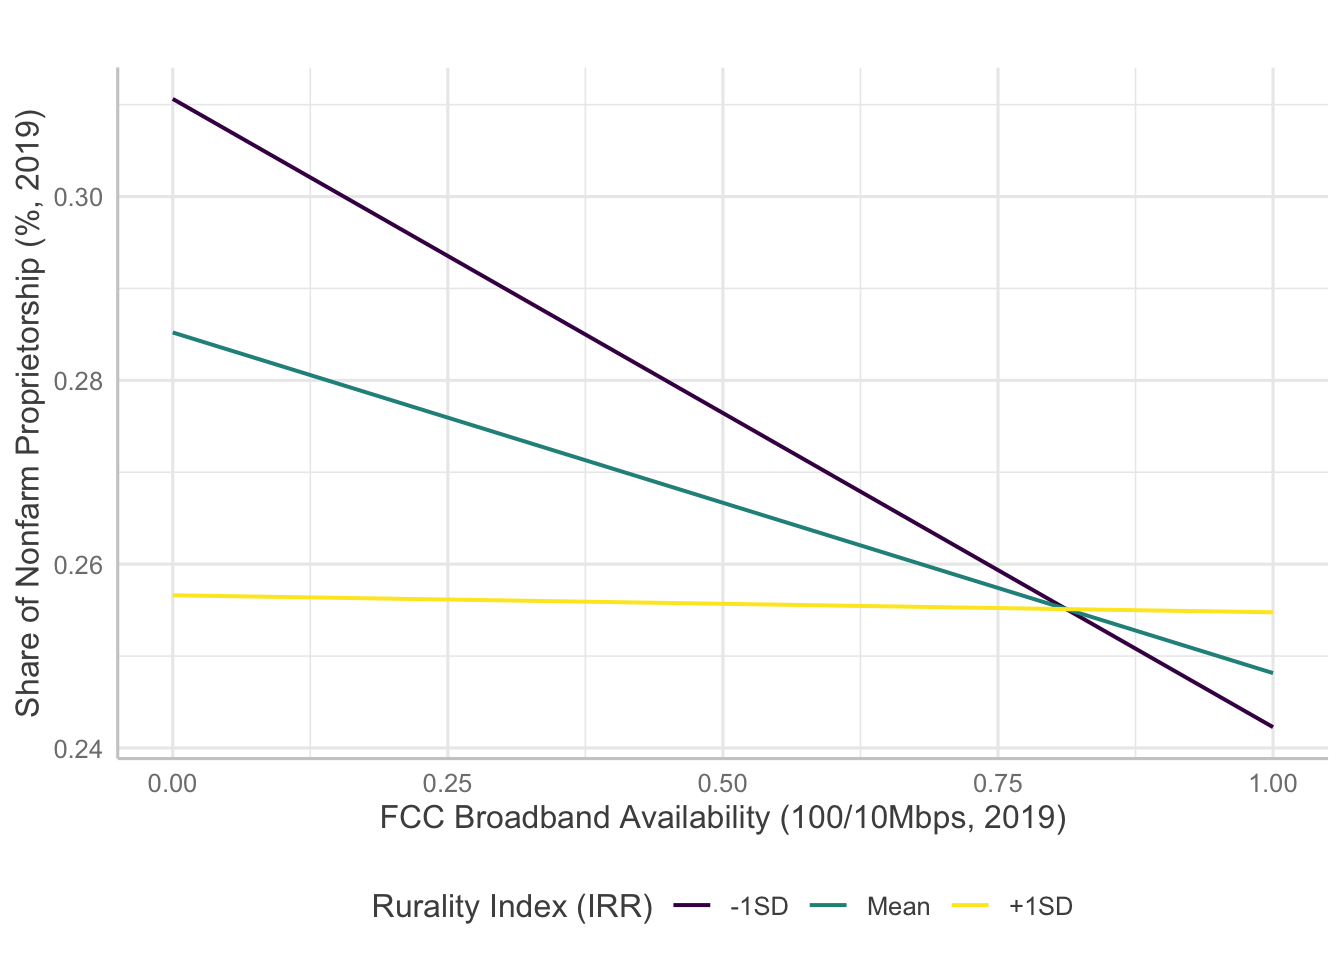 Share of Nonfarm Proprietorship (%, 2019)
0.30
0.28
0.26
0.24
0.00 0.25 0.50 0.75 1.00
FCC Broadband Availability (100/10Mbps, 2019)
Rurality Index (IRR) -1SD Mean +1SD